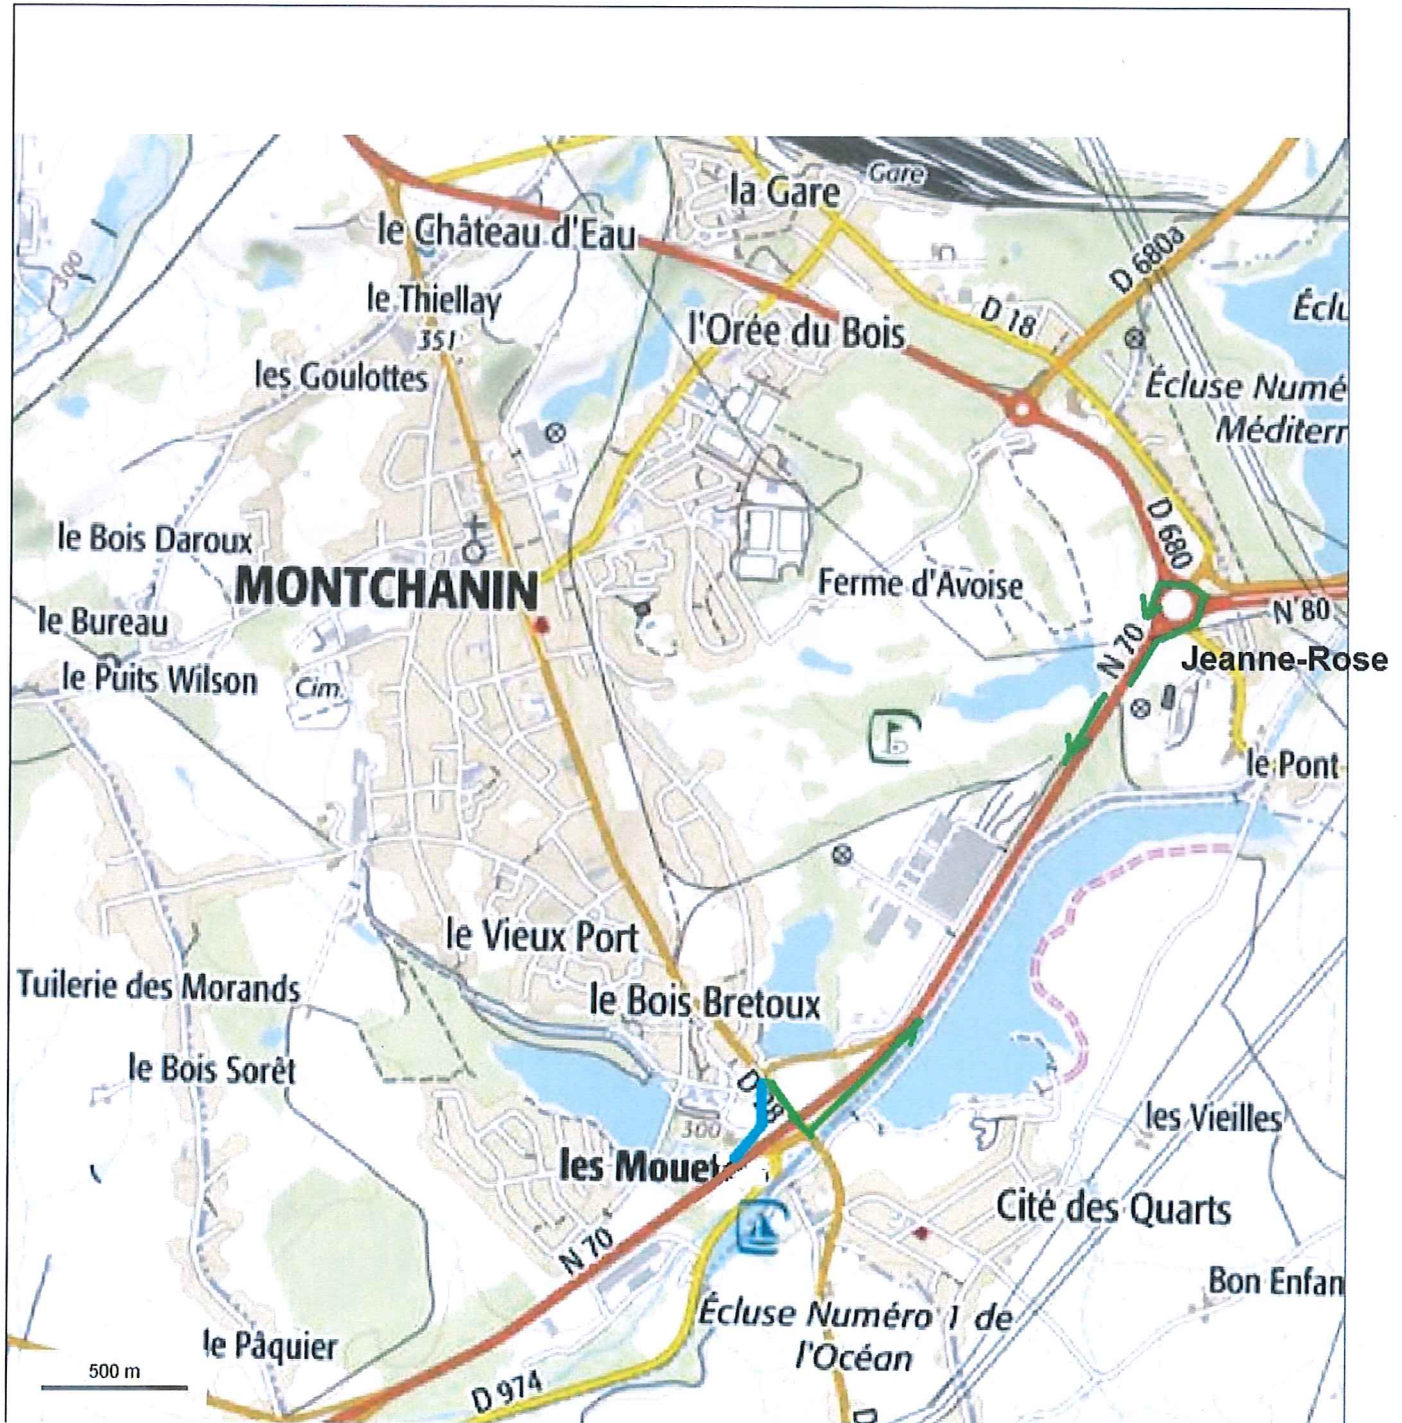 la Gare
Gare
le Château d'Eau
D 680a
le Thiellay
351
300
l'Orée du Bois
D 18
Éclu
les Goulottes
Écluse Numé
Méditerr
le Bois Daroux
D 680
MONTCHANIN
Ferme d'Avoise
N 80
le Bureau
N 70
Jeanne-Rose
le Puits Wilson
Cim.
le Pont
le Vieux Port
Tuilerie des Morands
le Bois Bretoux
le Bois Sorêt
300
les Vieilles
les Mouet
Cité des Quarts
N 70
Bon Enfan
Écluse Numéro 1 de
l'Océan
le Pâquier
500 m
D 974
D